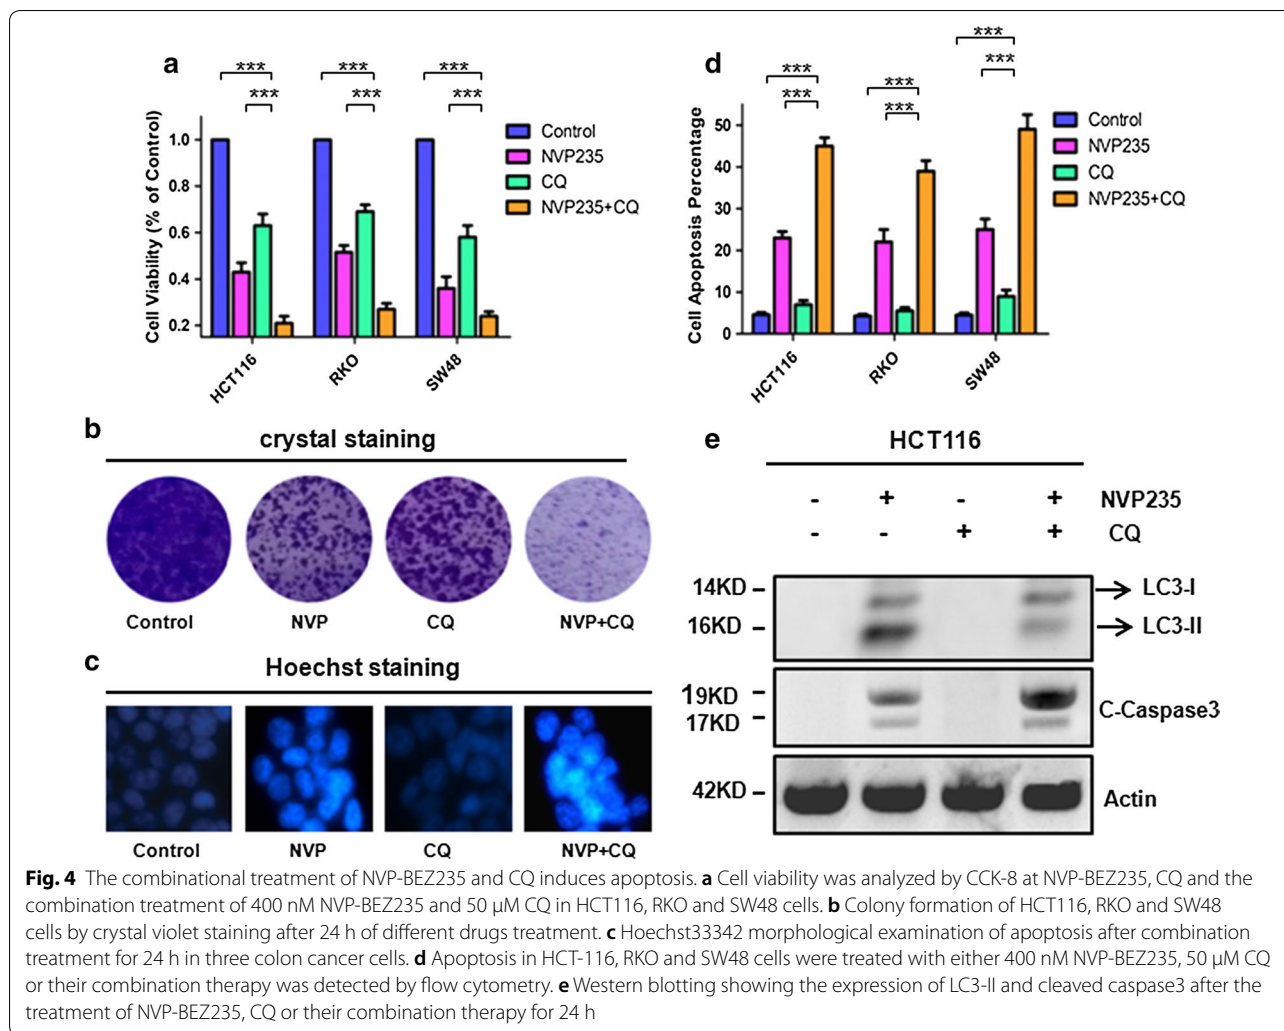 a
***
***
***
***
***
***
Cell Viability (% of Control)
1.0
0.8
0.6
0.4
0.2
HCT116
RKO
SW48
Control
NVP235
CQ
NVP235+CQ
d
***
***
***
***
***
***
Cell Apoptosis Percentage
50
40
30
20
10
0
HCT116
RKO
SW48
Control
NVP235
CQ
NVP235+CQ
b
crystal staining
Control
NVP
CQ
NVP+CQ
c
Hoechst staining
Control
NVP
CQ
NVP+CQ
e
HCT116
- + - + NVP235
- - + + CQ
14KD –
16KD –
→ LC3-I
→ LC3-II
19KD –
17KD –
C-Caspase3
42KD –
Actin
Fig. 4 The combinational treatment of NVP-BEZ235 and CQ induces apoptosis. a Cell viability was analyzed by CCK-8 at NVP-BEZ235, CQ and the
combination treatment of 400 nM NVP-BEZ235 and 50 μM CQ in HCT116, RKO and SW48 cells. b Colony formation of HCT116, RKO and SW48
cells by crystal violet staining after 24 h of different drugs treatment. c Hoechst33342 morphological examination of apoptosis after combination
treatment for 24 h in three colon cancer cells. d Apoptosis in HCT-116, RKO and SW48 cells were treated with either 400 nM NVP-BEZ235, 50 μM CQ
or their combination therapy was detected by flow cytometry. e Western blotting showing the expression of LC3-II and cleaved caspase3 after the
treatment of NVP-BEZ235, CQ or their combination therapy for 24 h